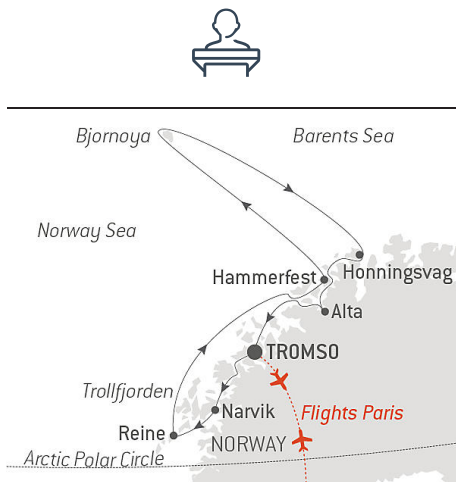 Bjornoya
Barents Sea
Norway Sea
Hammerfest
Honningsvag
Alta
TROMSO
Trollfjorden
Narvik
Flights Paris
Reine
NORWAY
Arctic Polar Circle